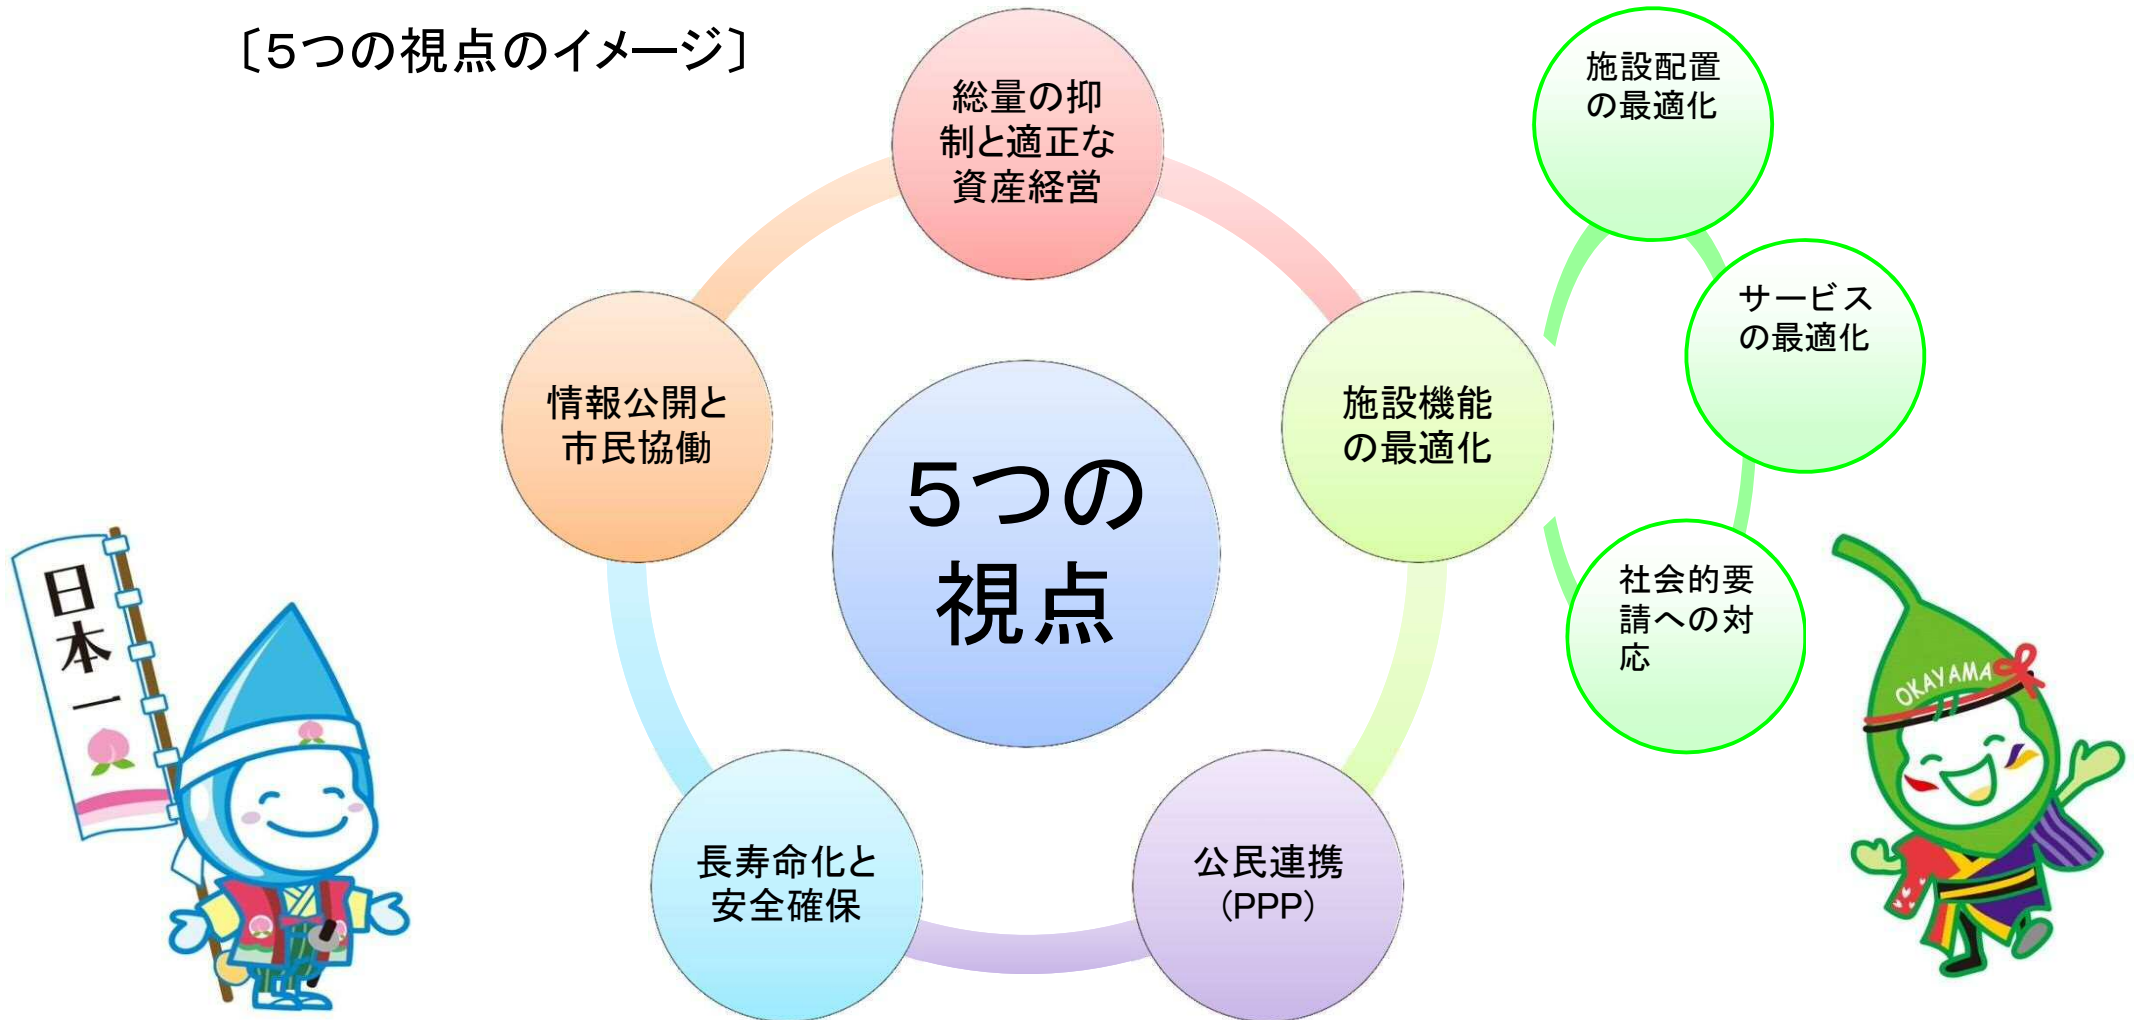 〔５つの視点のイメージ〕
総量の抑
制と適正な
資産経営
施設配置
の最適化
サービス
の最適化
社会的要
請への対
応
施設機能
の最適化
情報公開と
市民協働
５つの
視点
長寿命化と
安全確保
公民連携
（PPP）
日本一
OKAYAMA